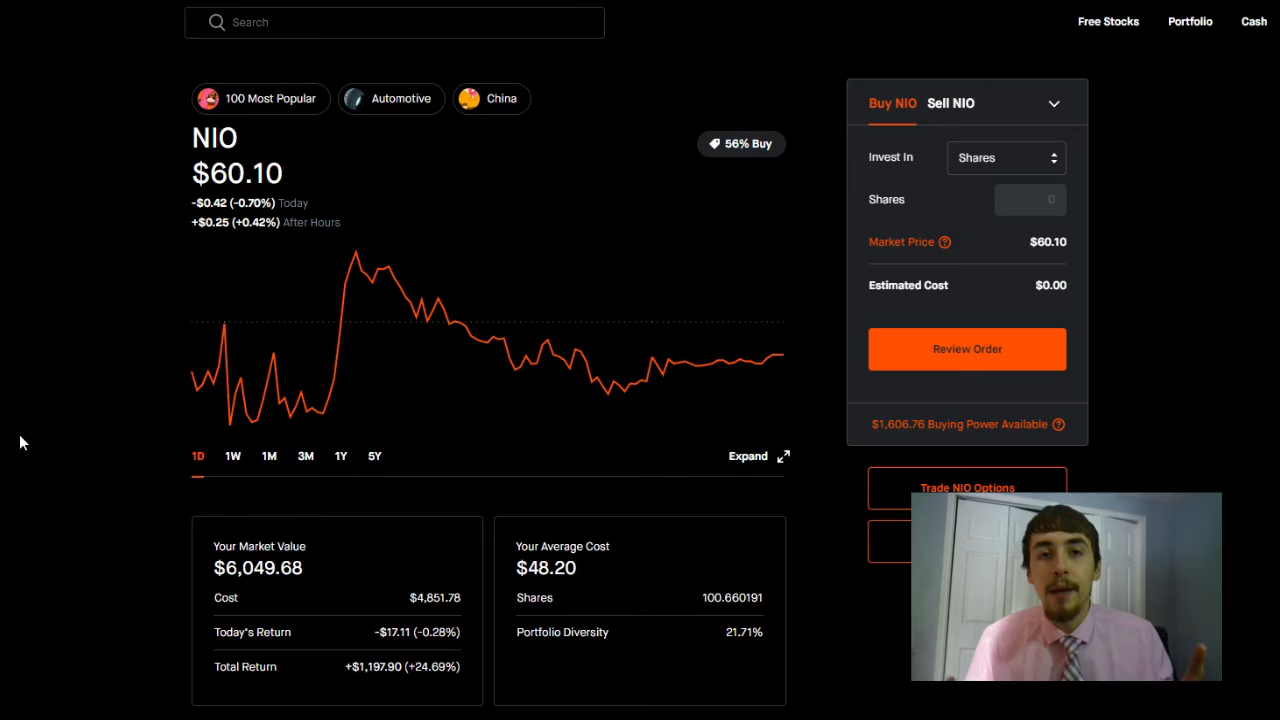 Search
Free Stocks Portfolio Cash
100 Most Popular Automotive China
NIO
$60.10
56% Buy
-$0.42 (-0.70%) Today
+$0.25 (+0.42%) After Hours
1D 1W 1M 3M 1Y 5Y
Expand
Your Market Value
$6,049.68
Cost $4,851.78
Today's Return -$17.11 (-0.28%)
Total Return +$1,197.90 (+24.69%)
Your Average Cost
$48.20
Shares 100.660191
Portfolio Diversity 21.71%
Buy NIO Sell NIO
Invest In Shares
Shares 0
Market Price ? $60.10
Estimated Cost $0.00
Review Order
$1,606.76 Buying Power Available ?
Trade NIO Options